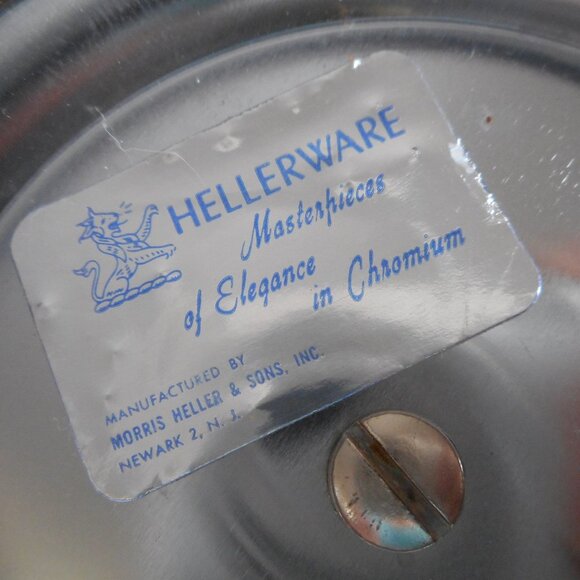 HELLERWARE
Masterpieces
of Elegance
in Chromium
MANUFACTURED BY
MORRIS HELLER & SONS, INC.
NEWARK 2, N. J.